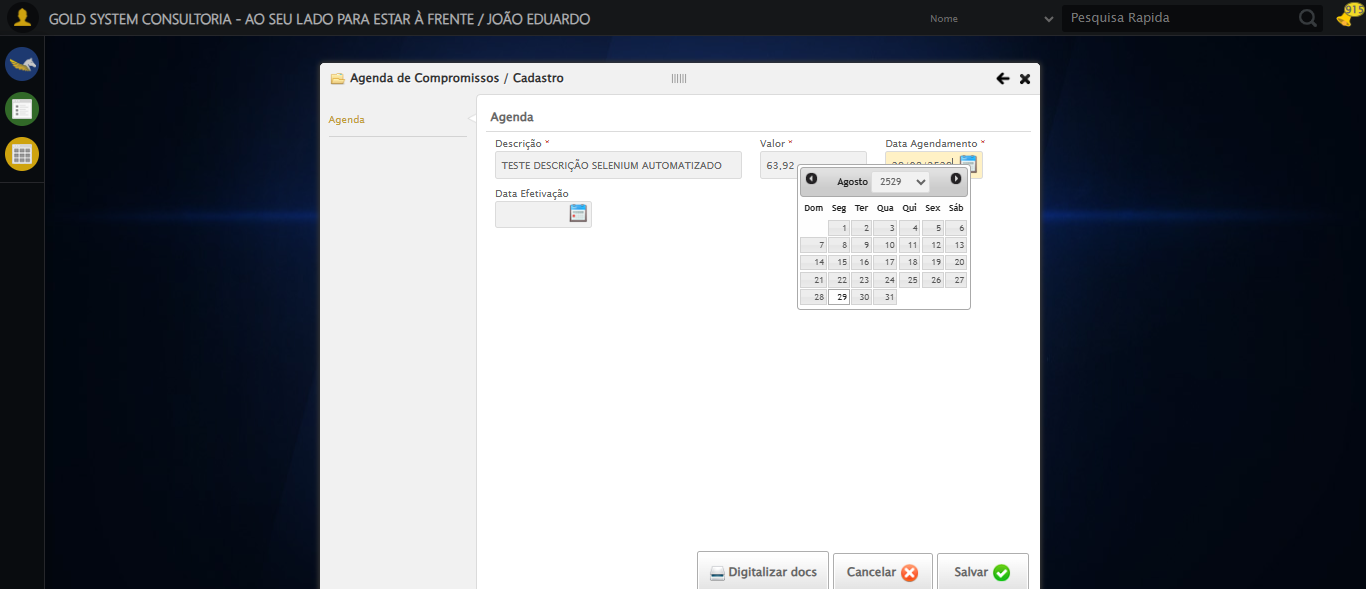 GOLD SYSTEM CONSULTORIA - AO SEU LADO PARA ESTAR À FRENTE / JOÃO EDUARDO
Nome
Pesquisa Rapida
915
Agenda de Compromissos / Cadastro
Agenda
Agenda
Descrição *
Valor *
Data Agendamento *
TESTE DESCRIÇÃO SELENIUM AUTOMATIZADO
63,92
Data Efetivação
Agosto 2529
Dom Seg Ter Qua Qui Sex Sáb
1 2 3 4 5 6
7 8 9 10 11 12 13
14 15 16 17 18 19 20
21 22 23 24 25 26 27
28 29 30 31
Digitalizar docs
Cancelar
Salvar